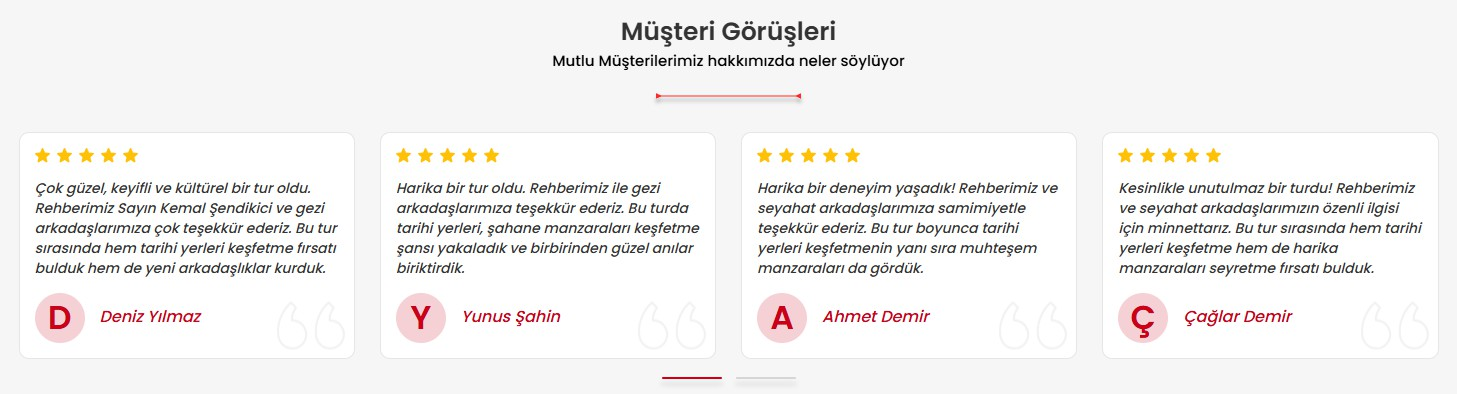 Müşteri Görüşleri
Mutlu Müşterilerimiz hakkımızda neler söylüyor
Çok güzel, keyifli ve kültürel bir tur oldu.
Rehberimiz Sayın Kemal Şendikici ve gezi
arkadaşlarımıza çok teşekkür ederiz. Bu tur
sırasında hem tarihi yerleri keşfetme fırsatı
bulduk hem de yeni arkadaşlıklar kurduk.
D
Deniz Yılmaz
Harika bir tur oldu. Rehberimiz ile gezi
arkadaşlarımıza teşekkür ederiz. Bu turda
tarihi yerleri, şahane manzaraları keşfetme
şansı yakaladık ve birbirinden güzel anılar
biriktirdik.
Y
Yunus Şahin
Harika bir deneyim yaşadık! Rehberimiz ve
seyahat arkadaşlarımıza samimiyetle
teşekkür ederiz. Bu tur boyunca tarihi
yerleri keşfetmenin yanı sıra muhteşem
manzaraları da gördük.
A
Ahmet Demir
Kesinlikle unutulmaz bir turdu! Rehberimiz
ve seyahat arkadaşlarımızın özenli ilgisi
için minnettarız. Bu tur sırasında hem tarihi
yerleri keşfetme hem de harika
manzaraları seyretme fırsatı bulduk.
Ç
Çağlar Demir